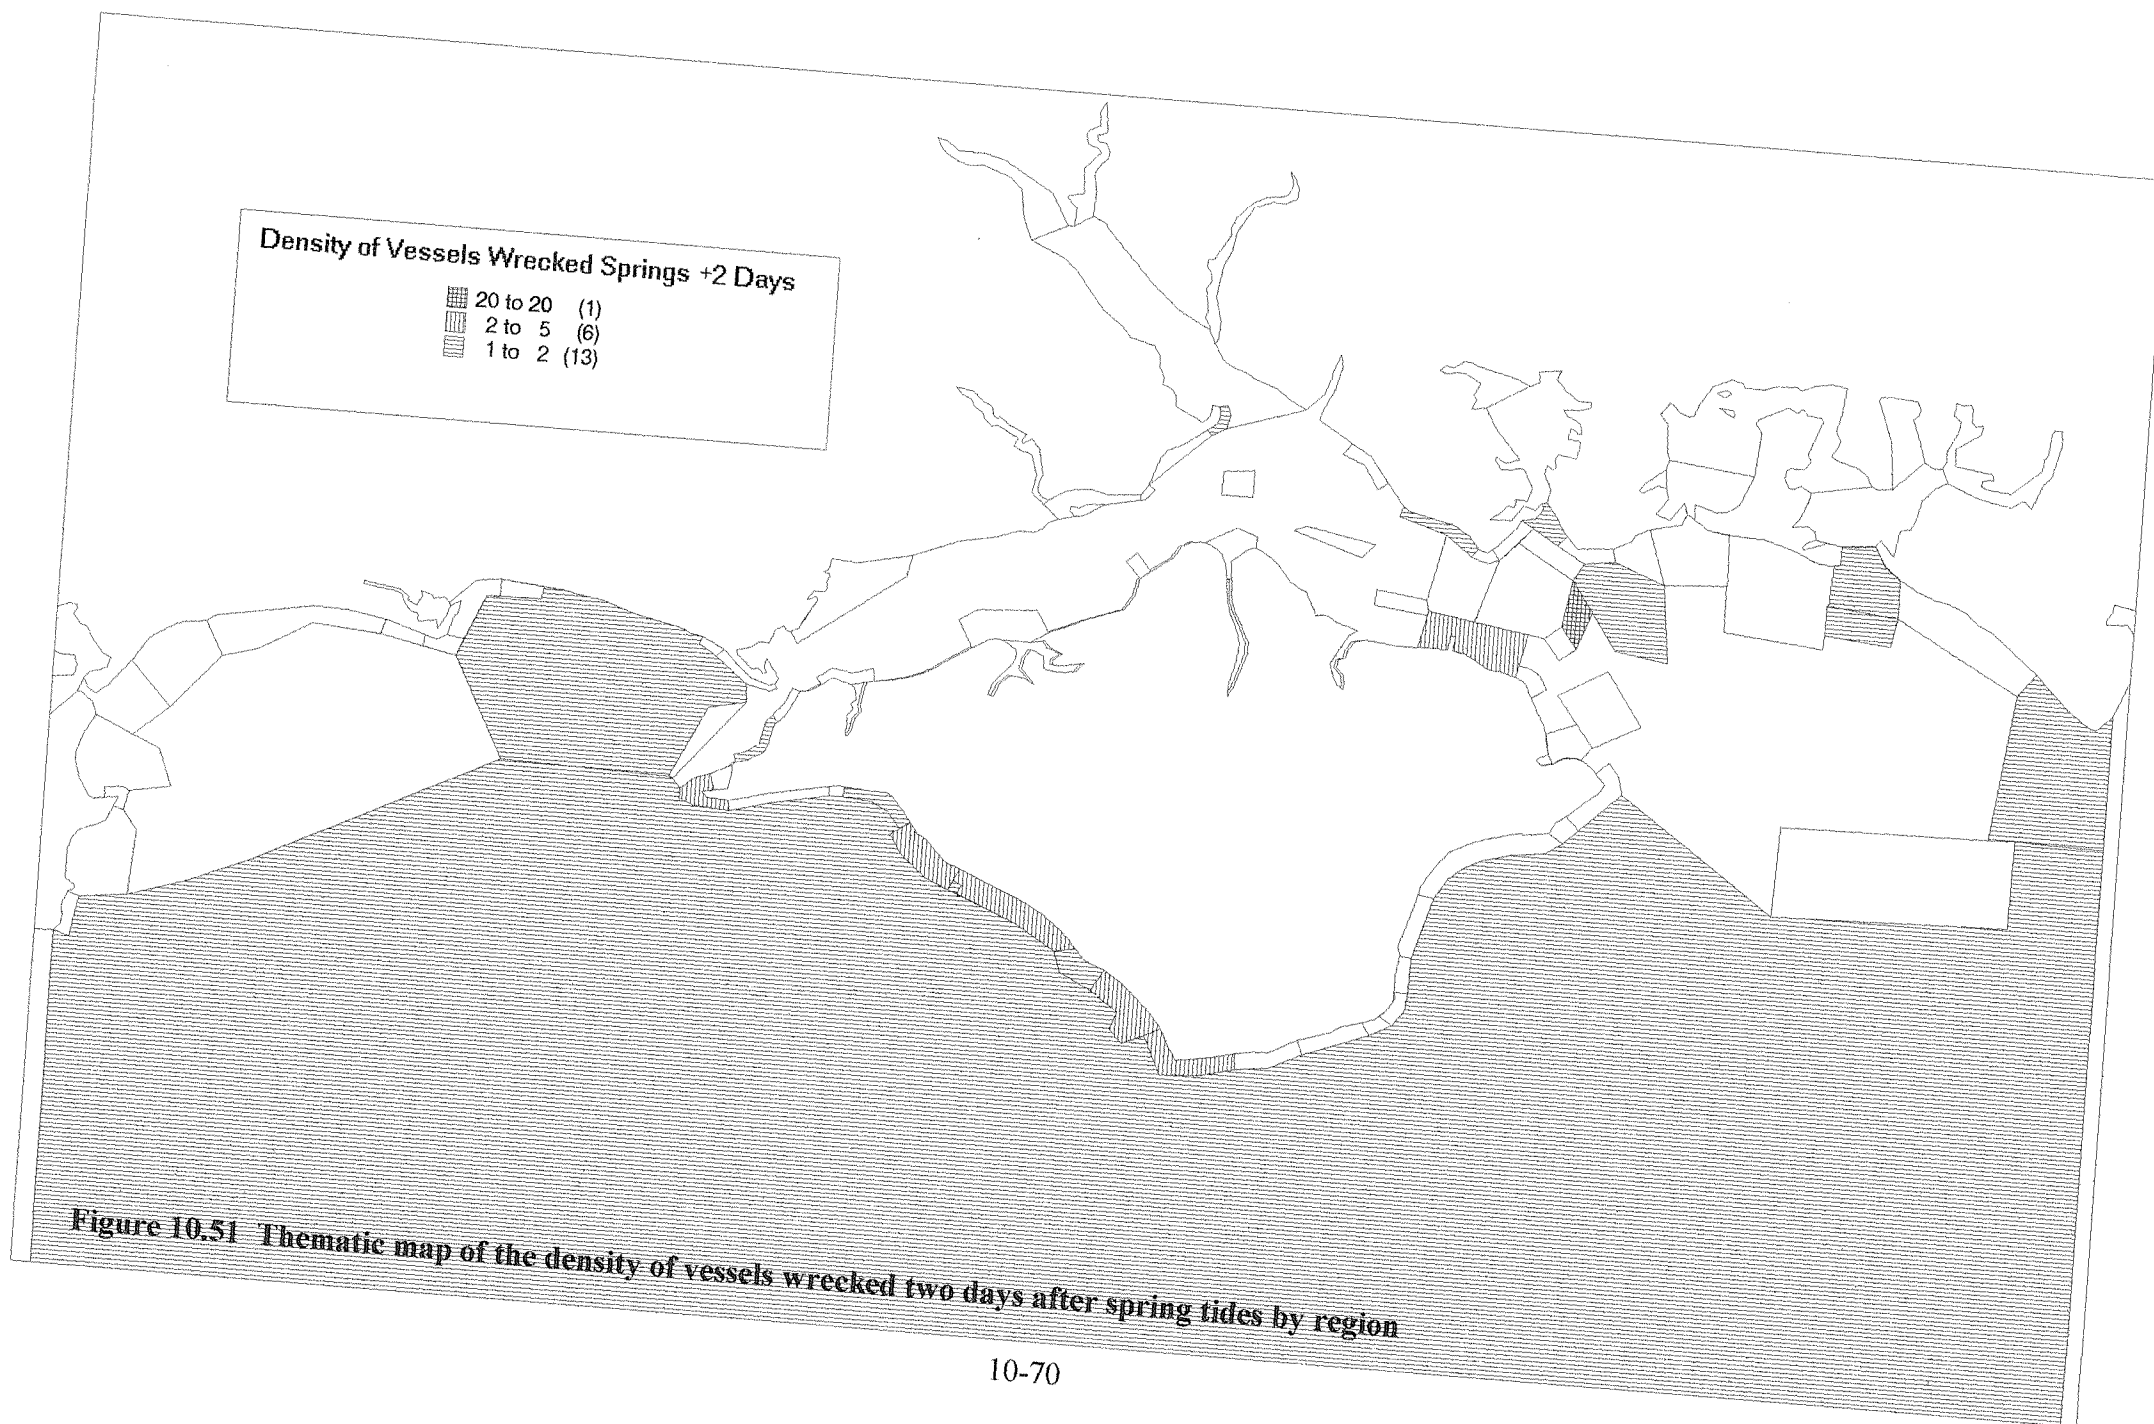 Density of Vessels Wrecked Springs +2 Days
20 to 20 (1)
2 to 5 (6)
1 to 2 (13)
Figure 10.51 Thematic map of the density of vessels wrecked two days after spring tides by region
10-70